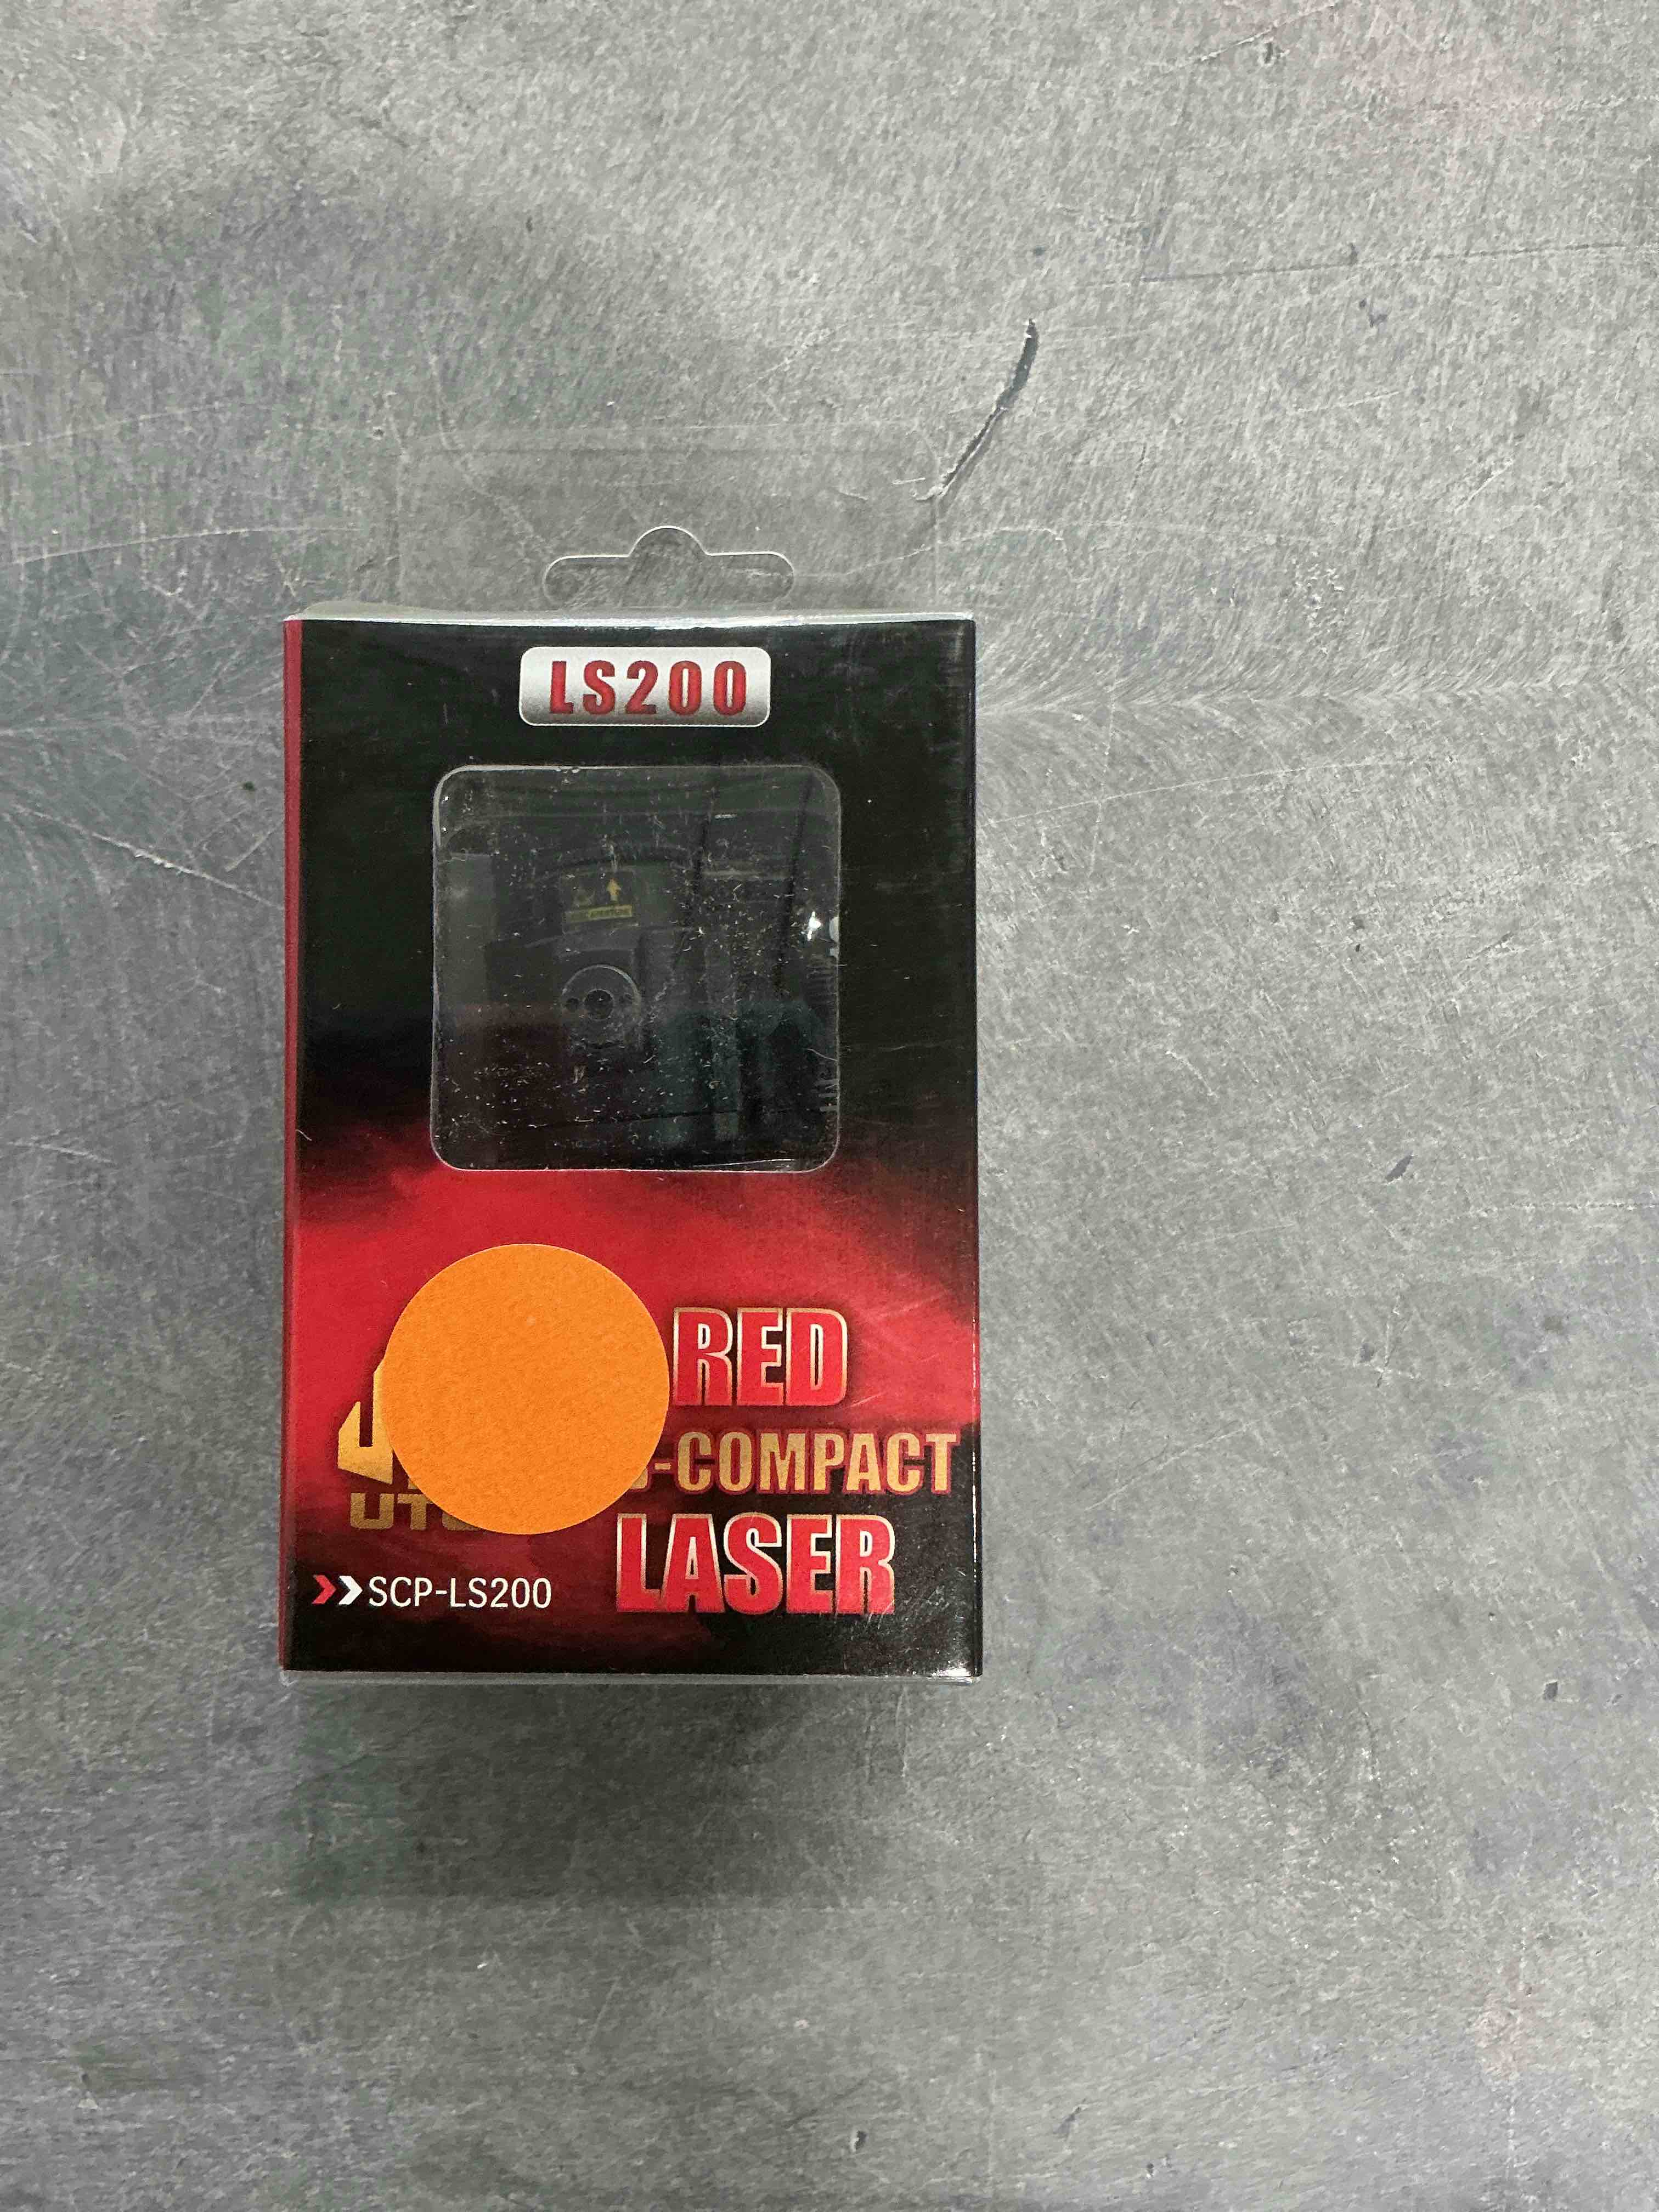 LS200
RED
-COMPACT
UT
LASER
SCP-LS200